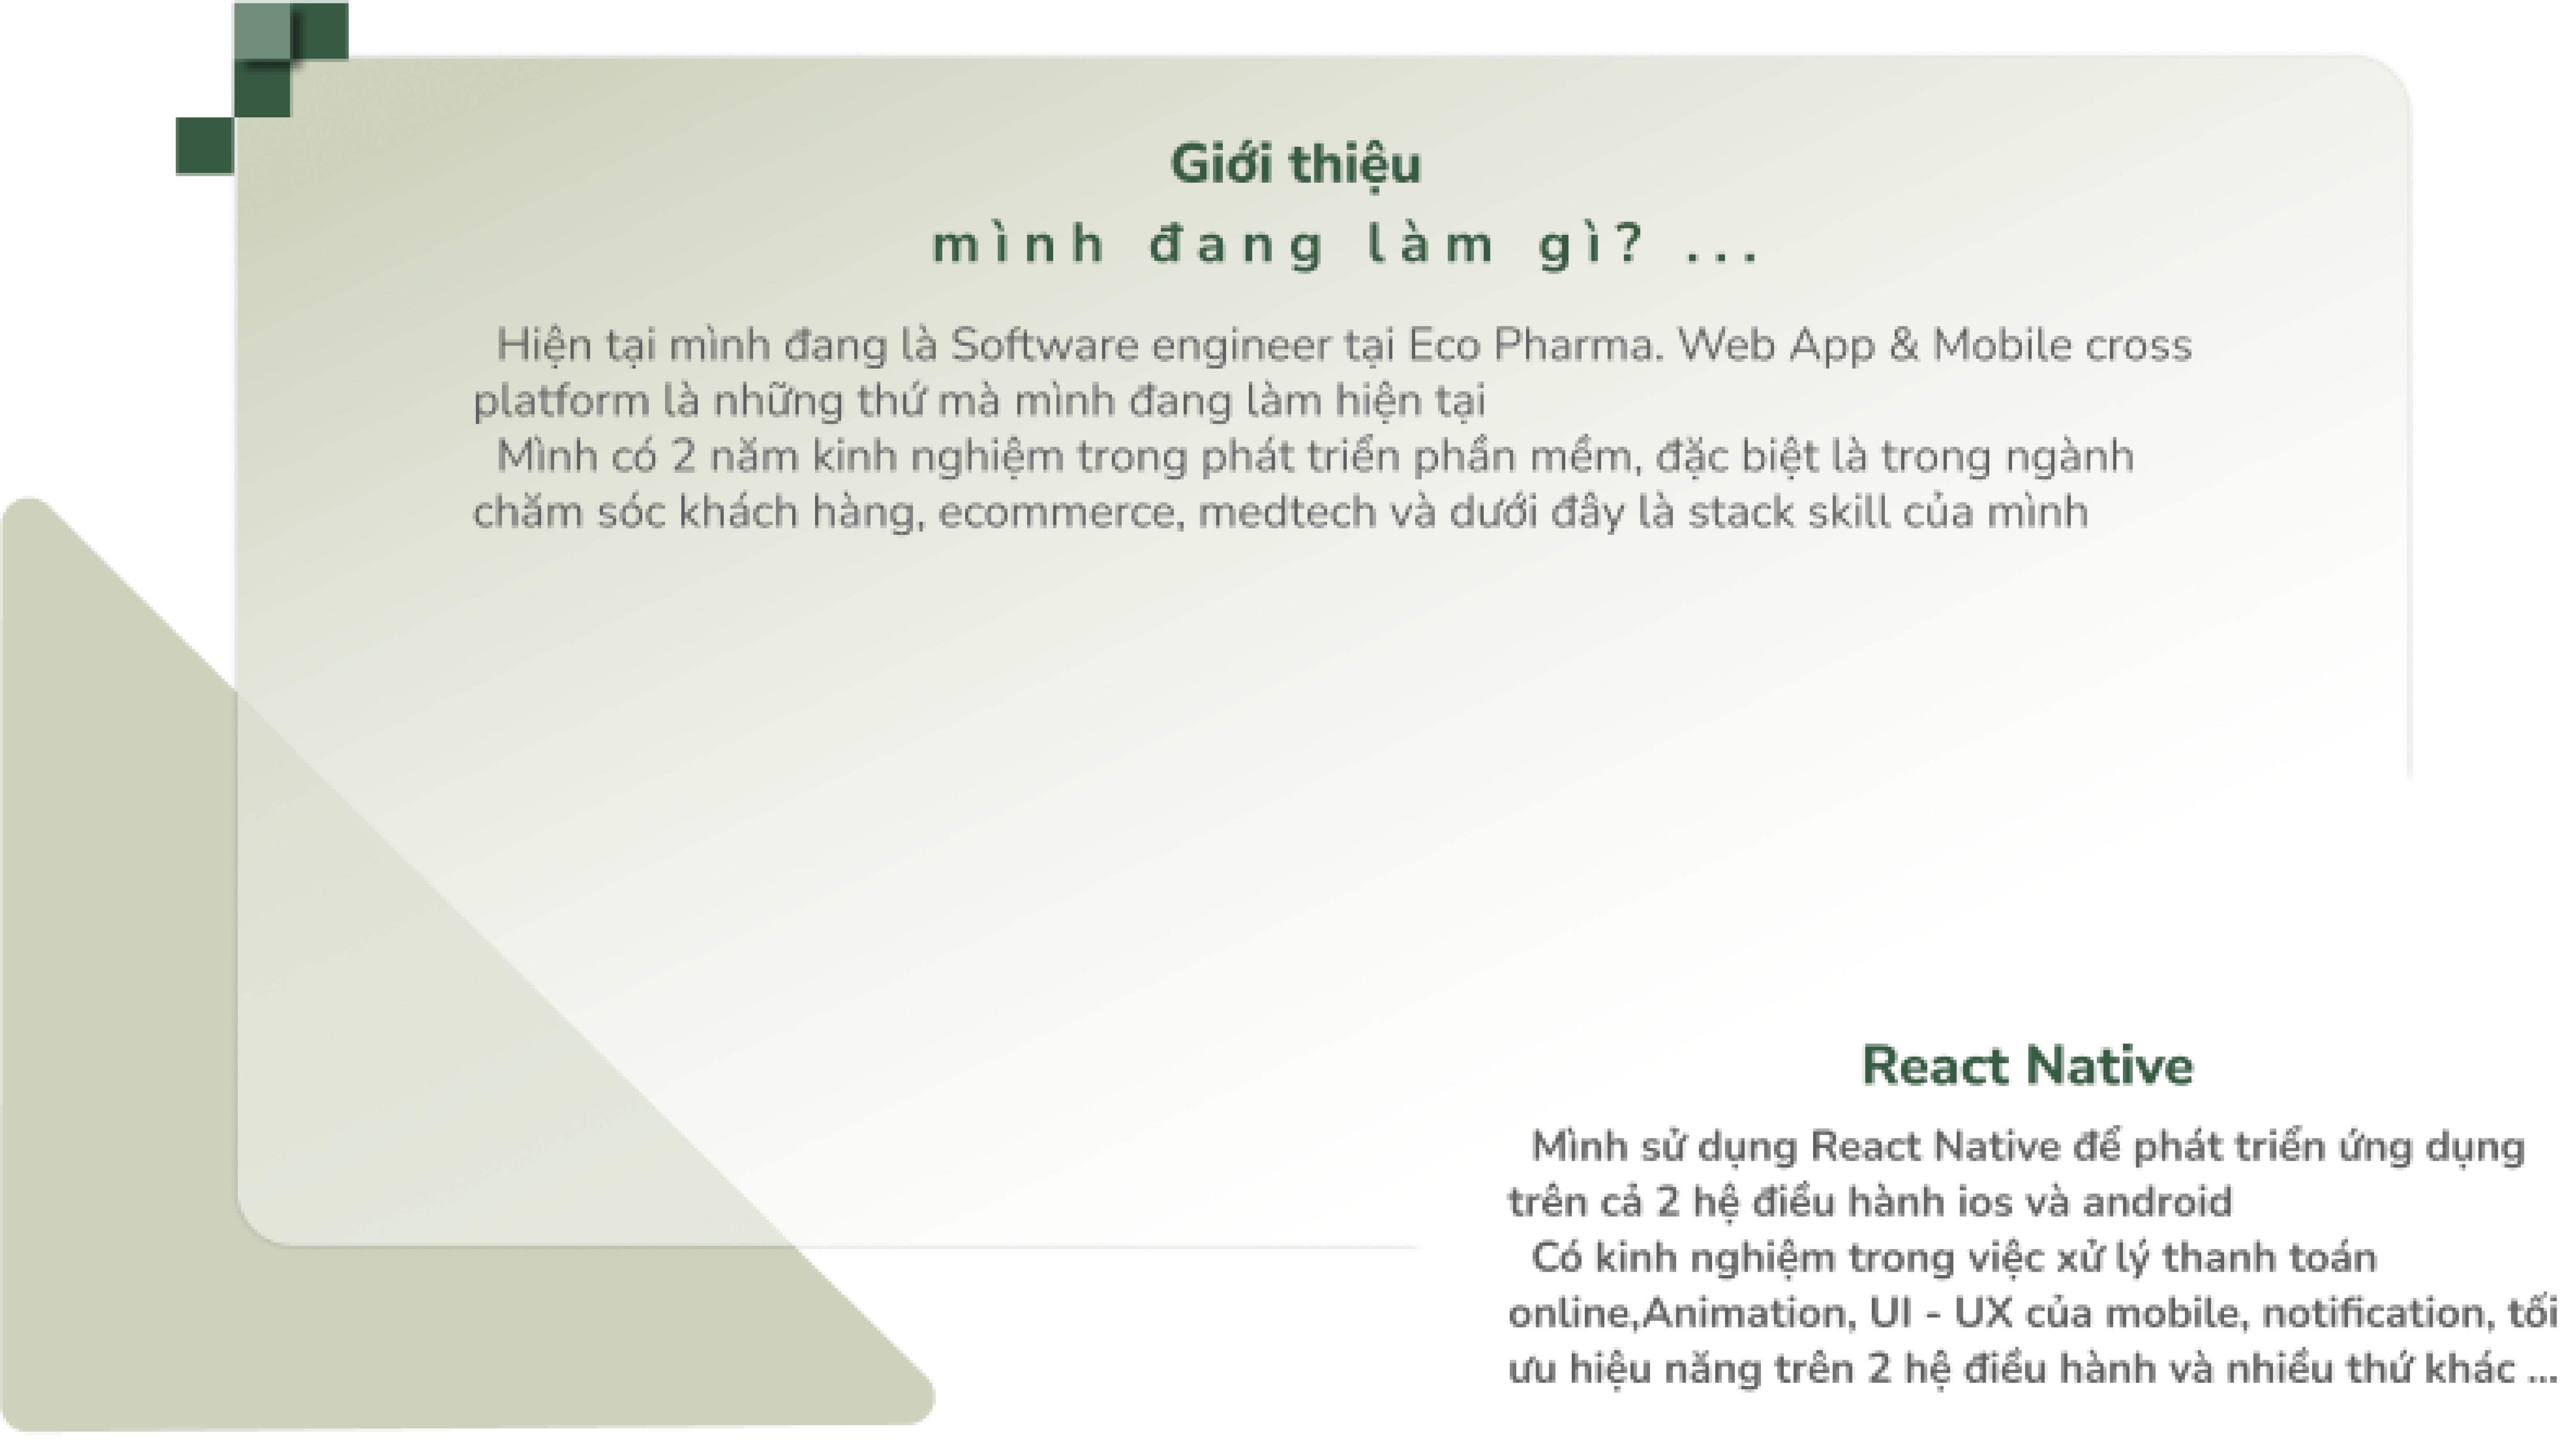 Giới thiệu
mình đang làm gì? ...
Hiện tại mình đang là Software engineer tại Eco Pharma. Web App & Mobile cross
platform là những thứ mà mình đang làm hiện tại
Mình có 2 năm kinh nghiệm trong phát triển phần mềm, đặc biệt là trong ngành
chăm sóc khách hàng, ecommerce, medtech và dưới đây là stack skill của mình
React Native
Mình sử dụng React Native để phát triển ứng dụng
trên cả 2 hệ điều hành ios và android
Có kinh nghiệm trong việc xử lý thanh toán
online,Animation, UI - UX của mobile, notification, tối
ưu hiệu năng trên 2 hệ điều hành và nhiều thứ khác ...